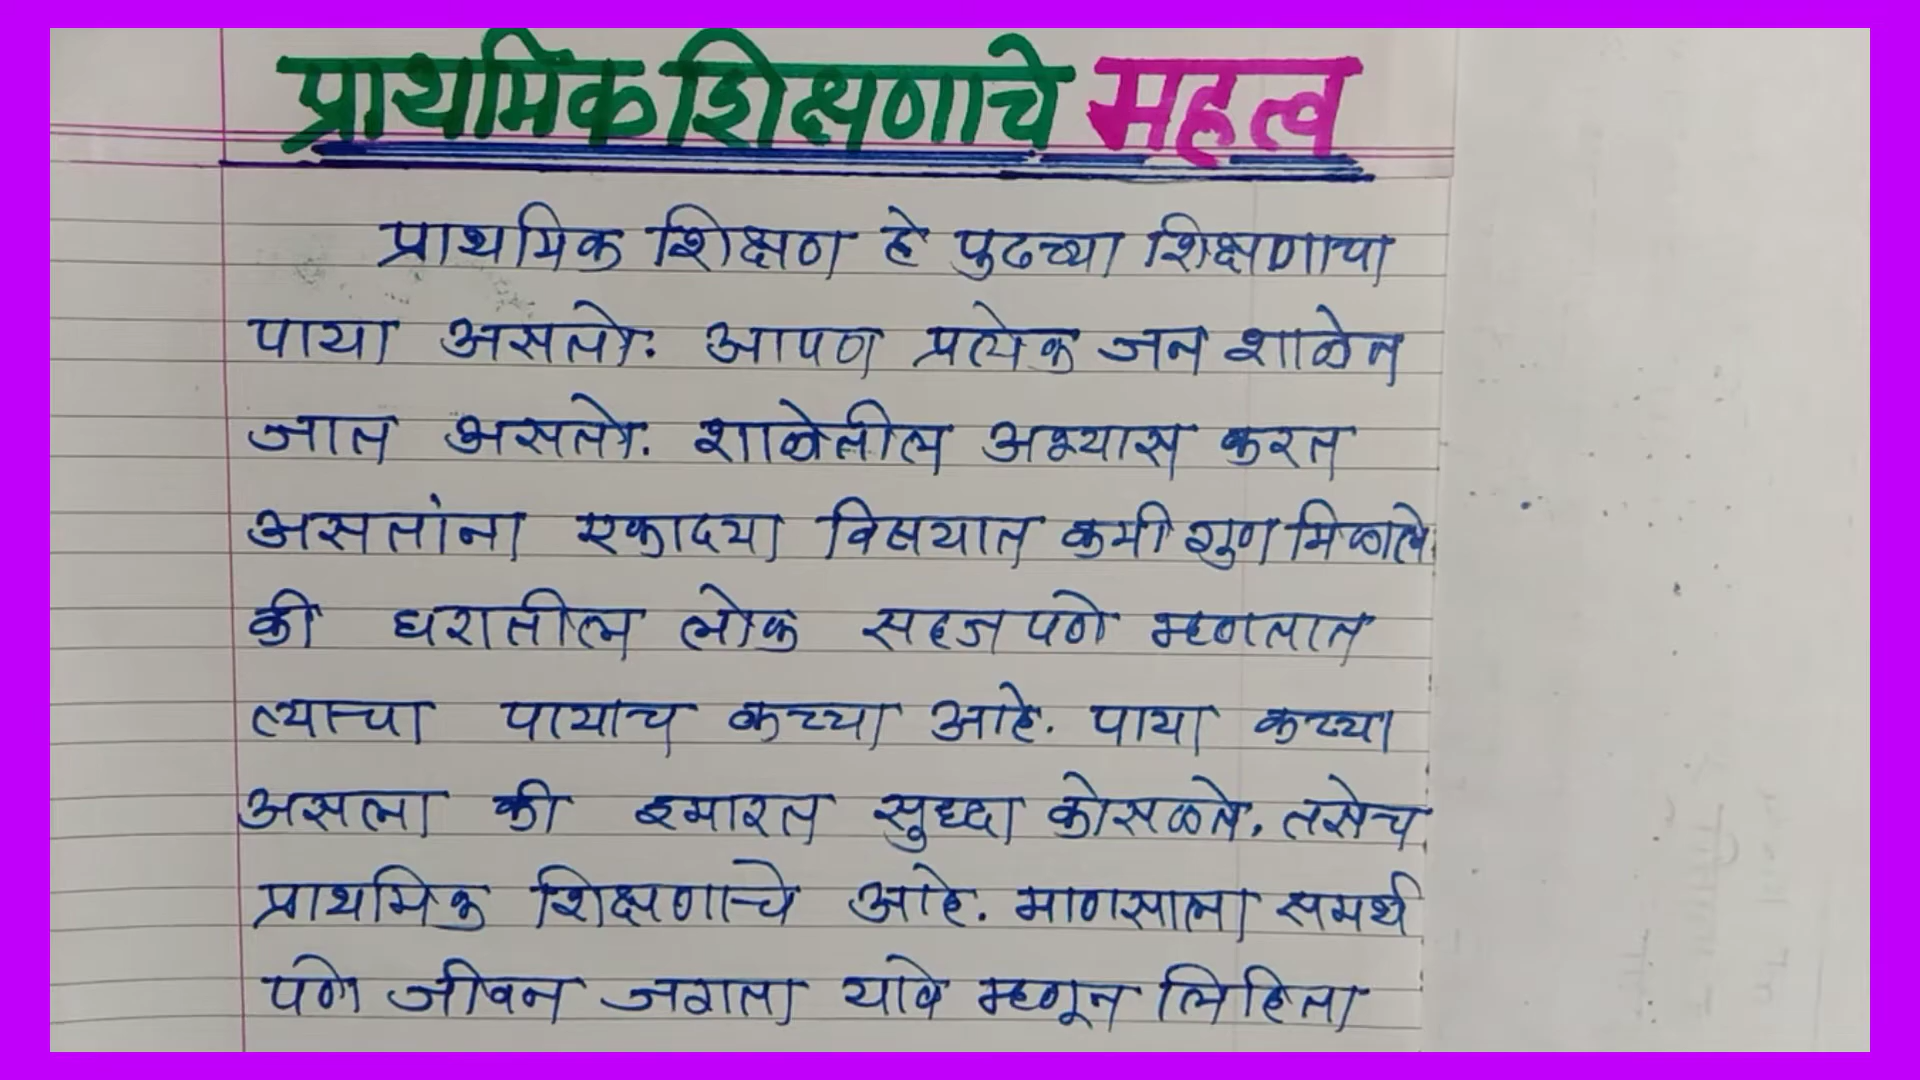 प्राथमिक शिक्षणाचे महत्व
प्राथमिक शिक्षण हे पुढच्या शिक्षणाचा
पाया असतो. आपण प्रत्येक जन शाळेत
जात असतो. शाळेतील अभ्यास करत
असतांना एकादया विषयात कमी गुण मिळाले
की घरातील लोक सहजपणे म्हणतात
त्याचा पायाच कच्चा आहे. पाया कच्चा
असला की इमारत सुध्दा कोसळते. तसेच
प्राथमिक शिक्षणाचे आहे. माणसाला समर्थ
पणे जीवन जगता यावे म्हणून लिहिता